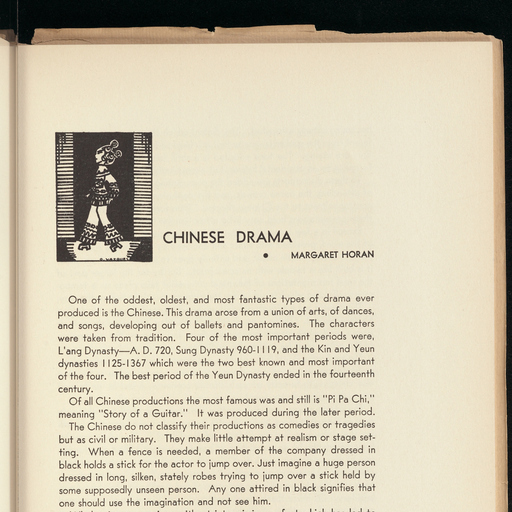 CHINESE DRAMA
• MARGARET HORAN
One of the oddest, oldest, and most fantastic types of drama ever
produced is the Chinese. This drama arose from a union of arts, of dances,
and songs, developing out of ballets and pantomines. The characters
were taken from tradition. Four of the most important periods were,
L'ang Dynasty—A. D. 720, Sung Dynasty 960-1119, and the Kin and Yeun
dynasties 1125-1367 which were the two best known and most important
of the four. The best period of the Yeun Dynasty ended in the fourteenth
century.
Of all Chinese productions the most famous was and still is "Pi Pa Chi,"
meaning "Story of a Guitar." It was produced during the later period.
The Chinese do not classify their productions as comedies or tragedies
but as civil or military. They make little attempt at realism or stage set-
ting. When a fence is needed, a member of the company dressed in
black holds a stick for the actor to jump over. Just imagine a huge person
dressed in long, silken, stately robes trying to jump over a stick held by
some supposedly unseen person. Any one attired in black signifies that
one should use the imagination and not see him.